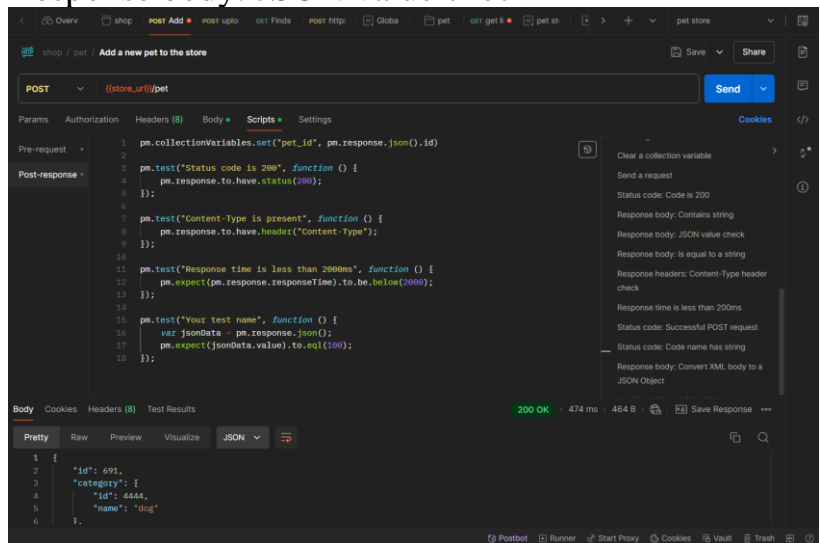 Overv
shop
POST Add
POST uplo.
GET Finds
POST http:
Globa
pet
GET get li
pet st
pet store
shop / pet / Add a new pet to the store
Save
Share
POST
{{store_url}}/pet
Send
Params Authorization Headers (8) Body Scripts Settings
Cookies
Pre-request
Post-response
1 pm.collectionVariables.set("pet_id", pm.response.json().id)
2
3 pm.test("Status code is 200", function () {
4 pm.response.to.have.status(200);
5 });
6
7 pm.test("Content-Type is present", function () {
8 pm.response.to.have.header("Content-Type");
9 });
10
11 pm.test("Response time is less than 2000ms", function () {
12 pm.expect(pm.response.responseTime).to.be.below(2000);
13 });
14
15 pm.test("Your test name", function () {
16 var jsonData = pm.response.json();
17 pm.expect(jsonData.value).to.eql(100);
18 });
Clear a collection variable
Send a request
Status code: Code is 200
Response body: Contains string
Response body: JSON value check
Response body: Is equal to a string
Response headers: Content-Type header
check
Response time is less than 200ms
Status code: Successful POST request
Status code: Code name has string
Response body: Convert XML body to a
JSON Object
Body Cookies Headers (8) Test Results
200 OK 474 ms 464 B Save Response
Pretty Raw Preview Visualize JSON
1 {
2 "id": 691,
3 "category": {
4 "id": 4444,
5 "name": "dog"
6 },
Postbot Runner Start Proxy Cookies Vault Trash